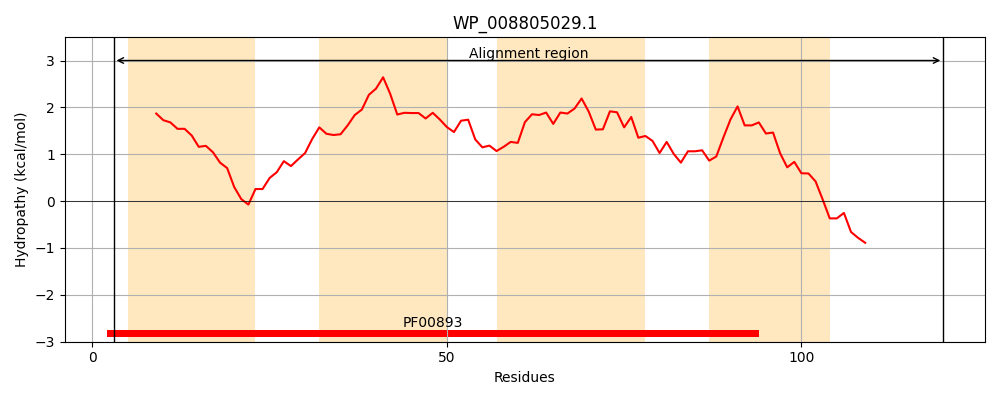 WP_008805029.1
Alignment region
3
2
1
0
−1
−2
−3
Hydropathy (kcal/mol)
PF00893
0
50
100
Residues